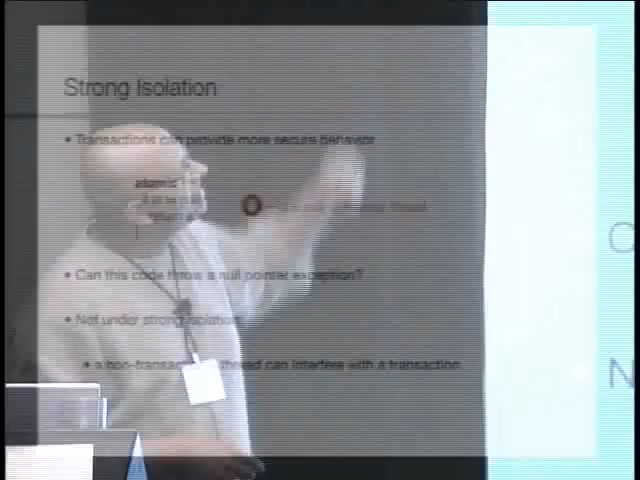 Strong Isolation
• Transactions can provide more secure behavior
atomic
• Can this code throw a null pointer exception?
• Not under strong isolation
• a non-transactional thread can interfere with a transaction
C
N